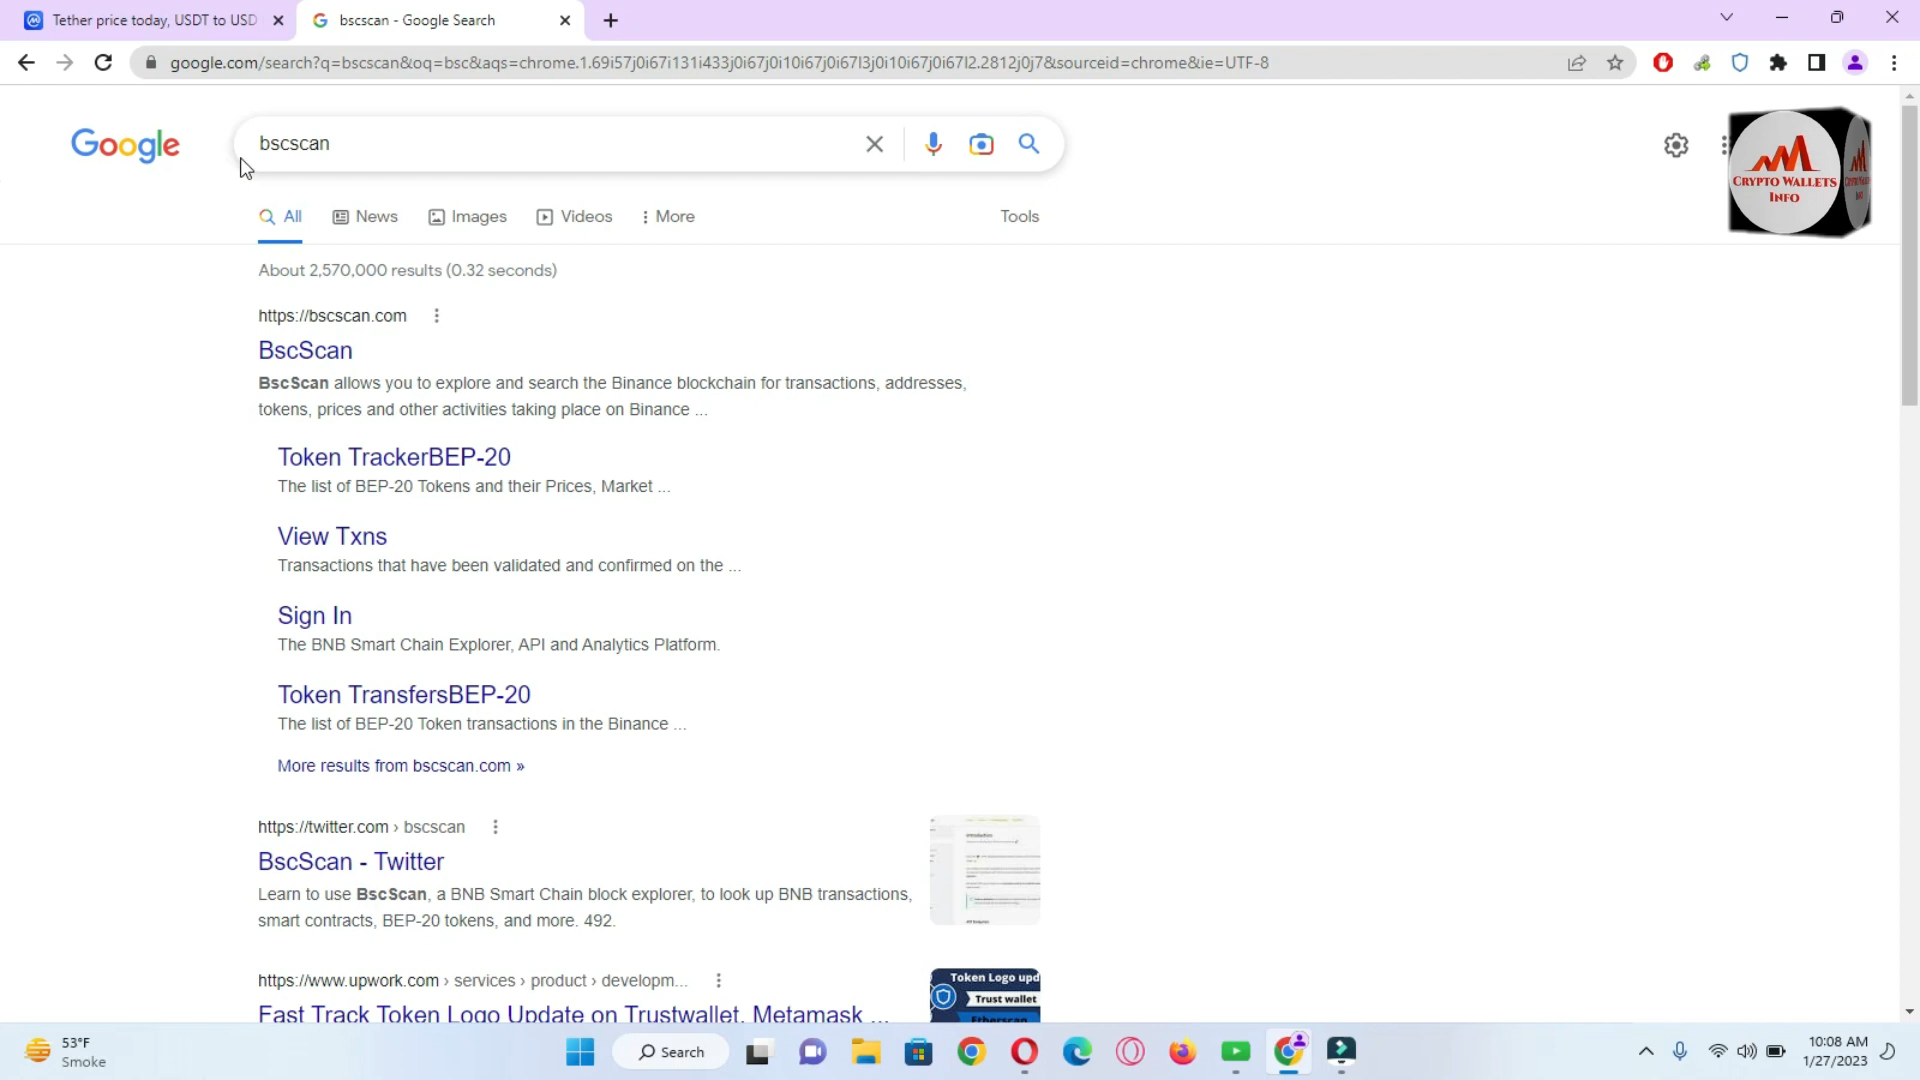 Tether price today, USDT to USD
bscscan - Google Search
google.com/search?q=bscscan&oq=bsc&aqs=chrome.1.69i57j0i67i131i433j0i67j0i10i67j0i67l3j0i10i67j0i67l2.2812j0j7&sourceid=chrome&ie=UTF-8
Google
bscscan
CRYPTO WALLETS
INFO
All
News
Images
Videos
More
Tools
About 2,570,000 results (0.32 seconds)
https://bscscan.com
BscScan
BscScan allows you to explore and search the Binance blockchain for transactions, addresses,
tokens, prices and other activities taking place on Binance ...
Token TrackerBEP-20
The list of BEP-20 Tokens and their Prices, Market ...
View Txns
Transactions that have been validated and confirmed on the ...
Sign In
The BNB Smart Chain Explorer, API and Analytics Platform.
Token TransfersBEP-20
The list of BEP-20 Token transactions in the Binance ...
More results from bscscan.com »
https://twitter.com › bscscan
BscScan - Twitter
Learn to use BscScan, a BNB Smart Chain block explorer, to look up BNB transactions,
smart contracts, BEP-20 tokens, and more. 492.
https://www.upwork.com › services › product › developm...
Fast Track Token Logo Update on Trustwallet, Metamask ...
Token Logo upd
Trust wallet
Etherscan
53°F
Smoke
Search
10:08 AM
1/27/2023